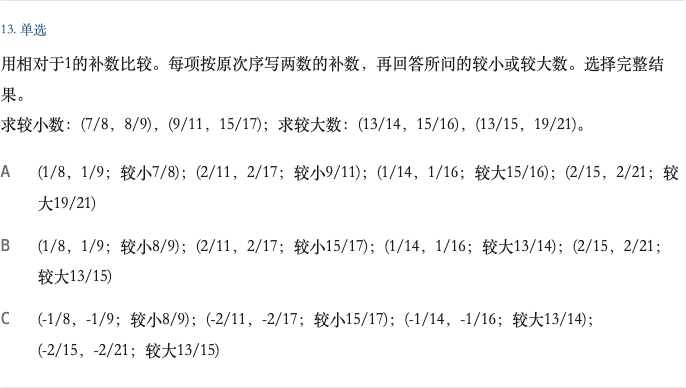 13. 单选
用相对于1的补数比较。每项按原次序写两数的补数，再回答所问的较小或较大数。选择完整结
果。
求较小数：(7/8，8/9)，(9/11，15/17)；求较大数：(13/14，15/16)，(13/15，19/21)。
A (1/8，1/9；较小7/8)；(2/11，2/17；较小9/11)；(1/14，1/16；较大15/16)；(2/15，2/21；较
大19/21)
B (1/8，1/9；较小8/9)；(2/11，2/17；较小15/17)；(1/14，1/16；较大13/14)；(2/15，2/21；
较大13/15)
C (-1/8，-1/9；较小8/9)；(-2/11，-2/17；较小15/17)；(-1/14，-1/16；较大13/14)；
(-2/15，-2/21；较大13/15)